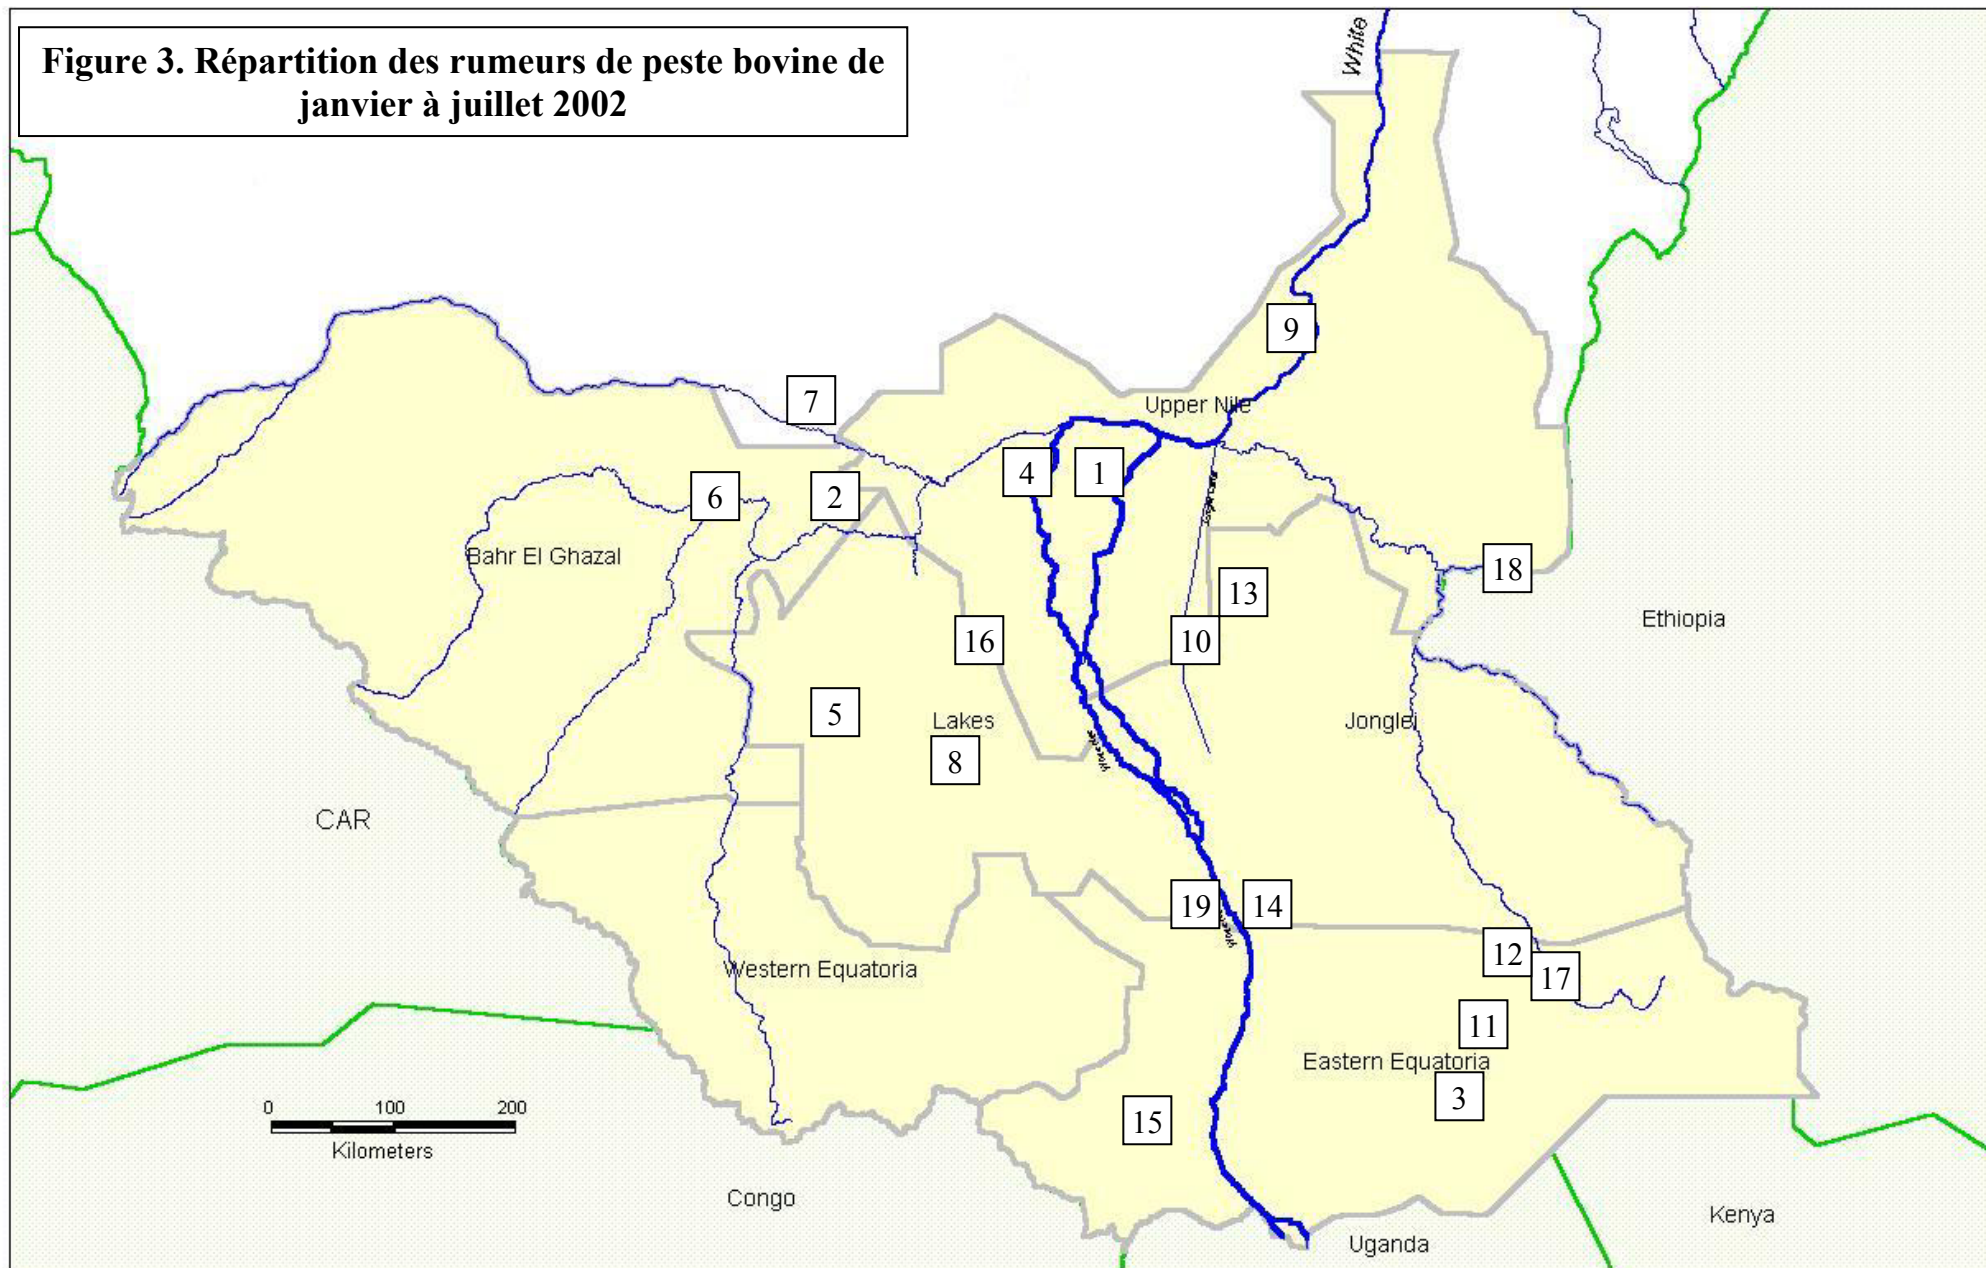 Figure 3. Répartition des rumeurs de peste bovine de
janvier à juillet 2002
White
9
7
Upper Nile
4
1
6
2
Bahr El Ghazal
18
13
Ethiopia
16
10
5
Lakes
Jonglei
8
CAR
19
14
12
Western Equatoria
17
11
Eastern Equatoria
3
0 100 200
15
Kilometers
Congo
Kenya
Uganda